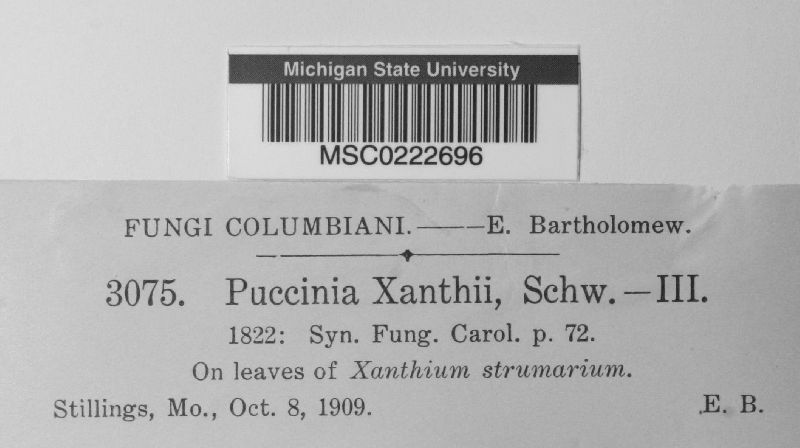 Michigan State University
MSC0222696
FUNGI COLUMBIANI.——E. Bartholomew.
3075. Puccinia Xanthii, Schw.—III.
1822: Syn. Fung. Carol. p. 72.
On leaves of Xanthium strumarium.
Stillings, Mo., Oct. 8, 1909. E. B.